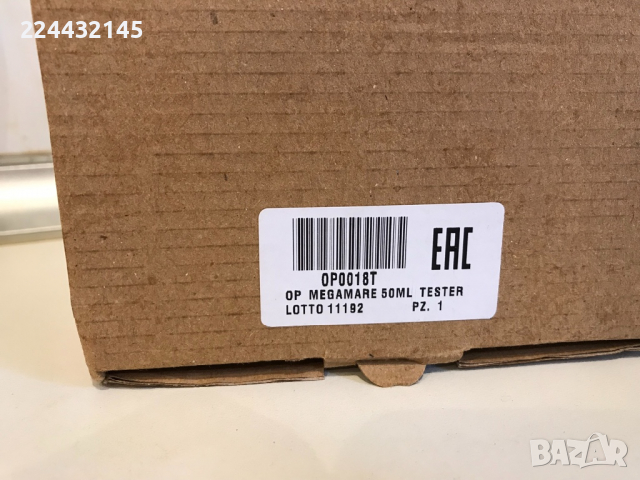 224432145
EAC
OP0018T
OP MEGAMARE 50ML TESTER
LOTTO 11192 PZ. 1
BAZAR